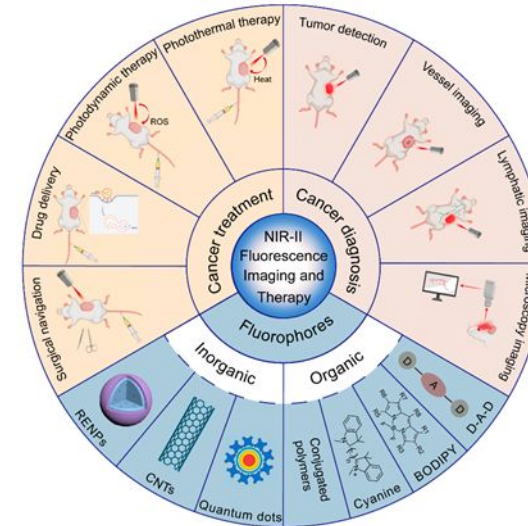 Photothermal therapy
Heat
Tumor detection
Photodynamic therapy
ROS
Vessel imaging
Drug delivery
Lymphatic imaging
Surgical navigation
Microscopy imaging
Cancer treatment
Cancer diagnosis
NIR-II
Fluorescence
Imaging and
Therapy
Fluorophores
Inorganic
Organic
RENPs
CNTs
Quantum dots
Conjugated
polymers
Cyanine
BODIPY
D-A-D
D
A
D